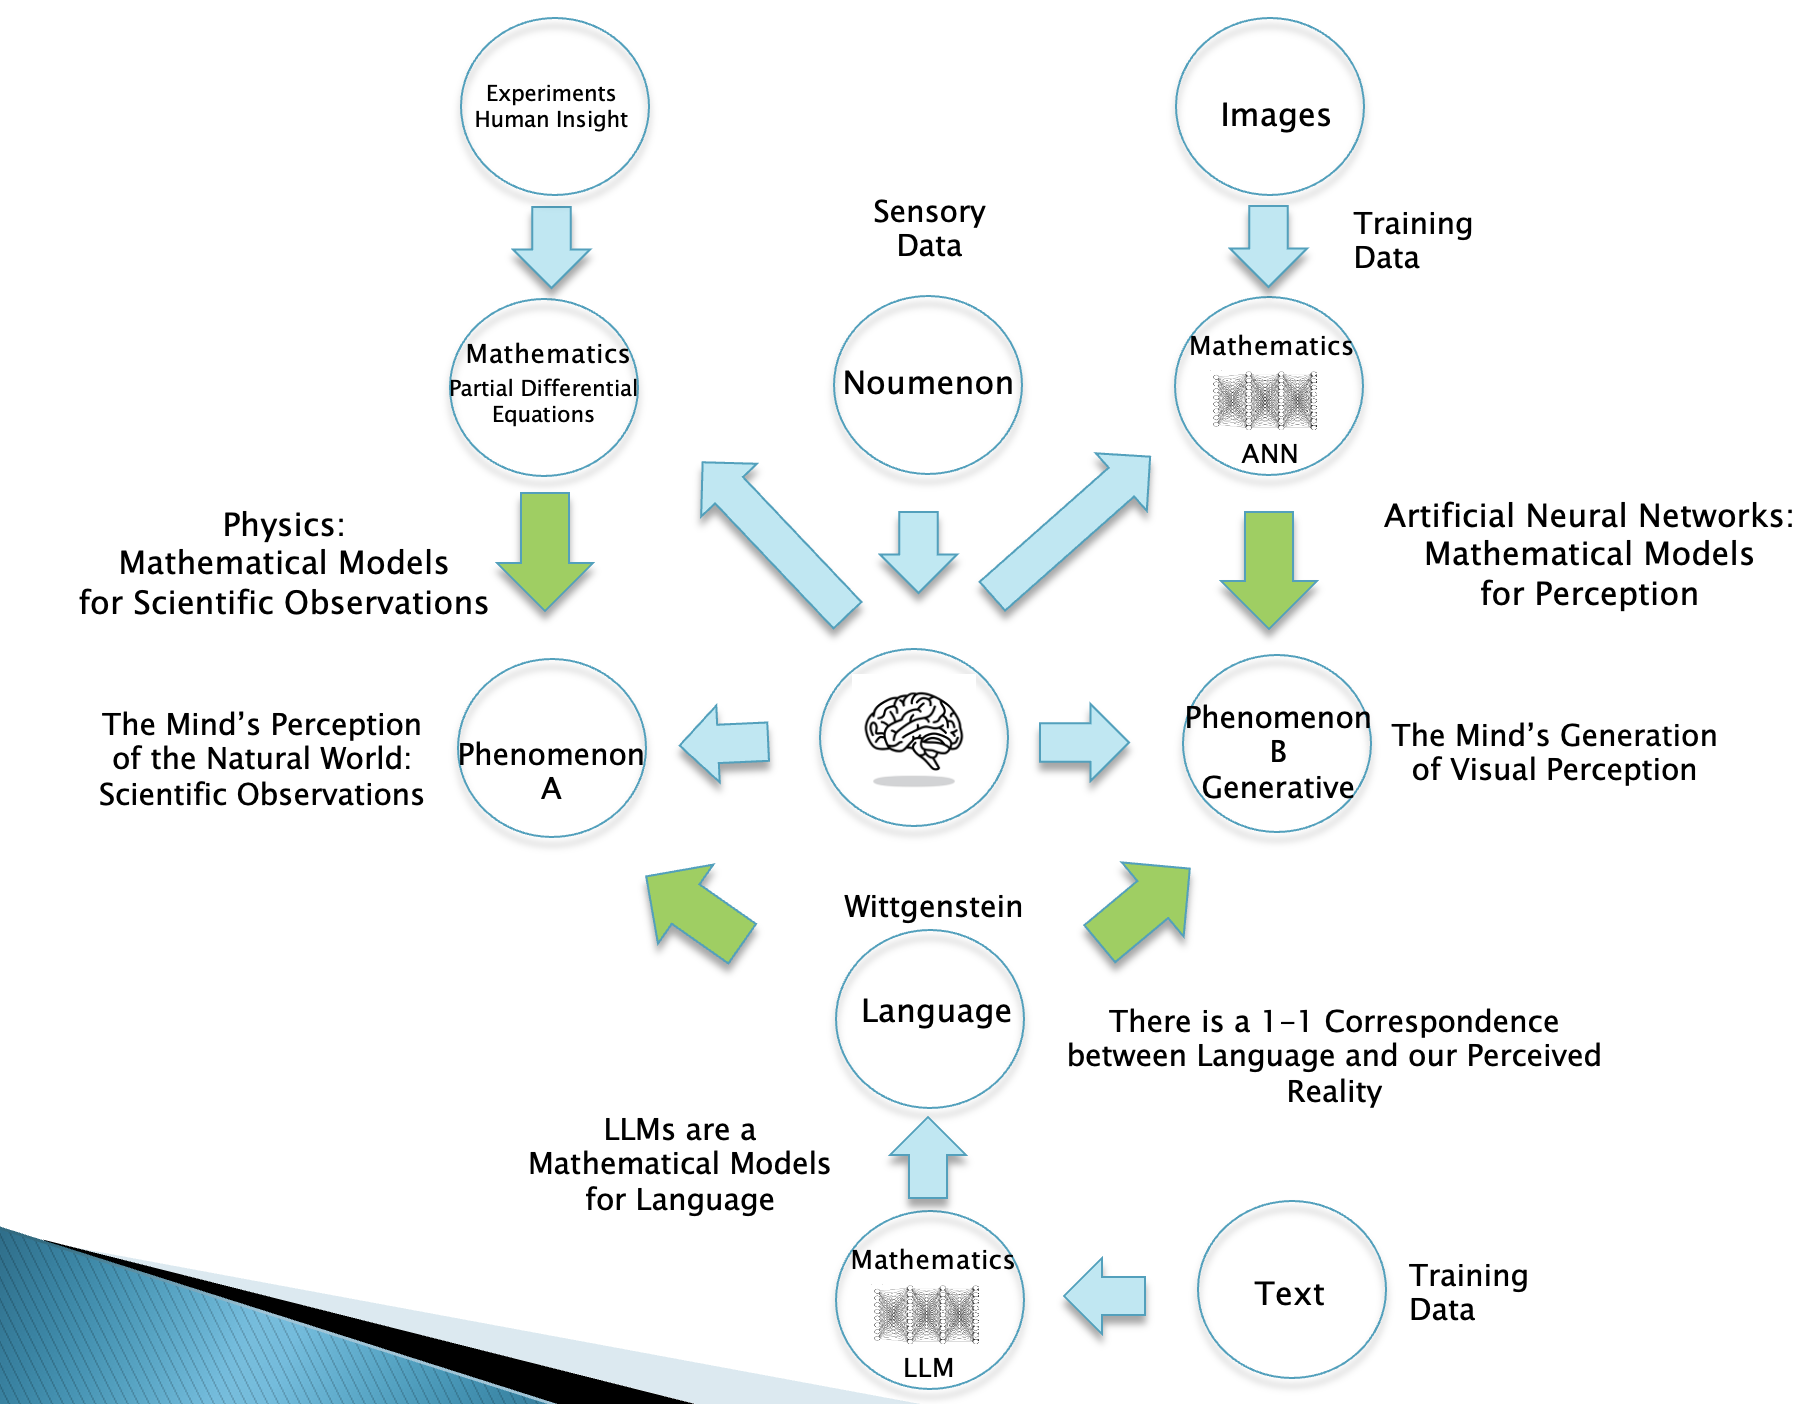 Experiments
Human Insight
Images
Sensory
Data
Training
Data
Mathematics
Partial Differential
Equations
Noumenon
Mathematics
ANN
Physics:
Mathematical Models
for Scientific Observations
Artificial Neural Networks:
Mathematical Models
for Perception
The Mind's Perception
of the Natural World:
Scientific Observations
Phenomenon
A
Phenomenon
B
Generative
The Mind's Generation
of Visual Perception
Wittgenstein
Language
There is a 1-1 Correspondence
between Language and our Perceived
Reality
LLMs are a
Mathematical Models
for Language
Mathematics
LLM
Text
Training
Data